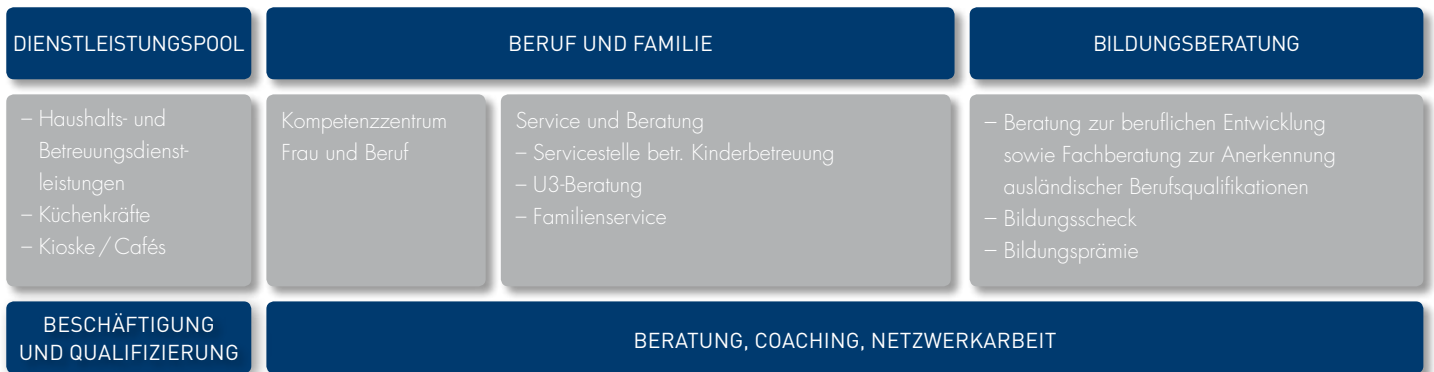 DIENSTLEISTUNGSPOOL
BERUF UND FAMILIE
BILDUNGSBERATUNG
– Haushalts- und
Betreuungsdienst-
leistungen
– Küchenkräfte
– Kioske / Cafés
Kompetenzzentrum
Frau und Beruf
Service und Beratung
– Servicestelle betr. Kinderbetreuung
– U3-Beratung
– Familienservice
– Beratung zur beruflichen Entwicklung
sowie Fachberatung zur Anerkennung
ausländischer Berufsqualifikationen
– Bildungsscheck
– Bildungsprämie
BESCHÄFTIGUNG
UND QUALIFIZIERUNG
BERATUNG, COACHING, NETZWERKARBEIT